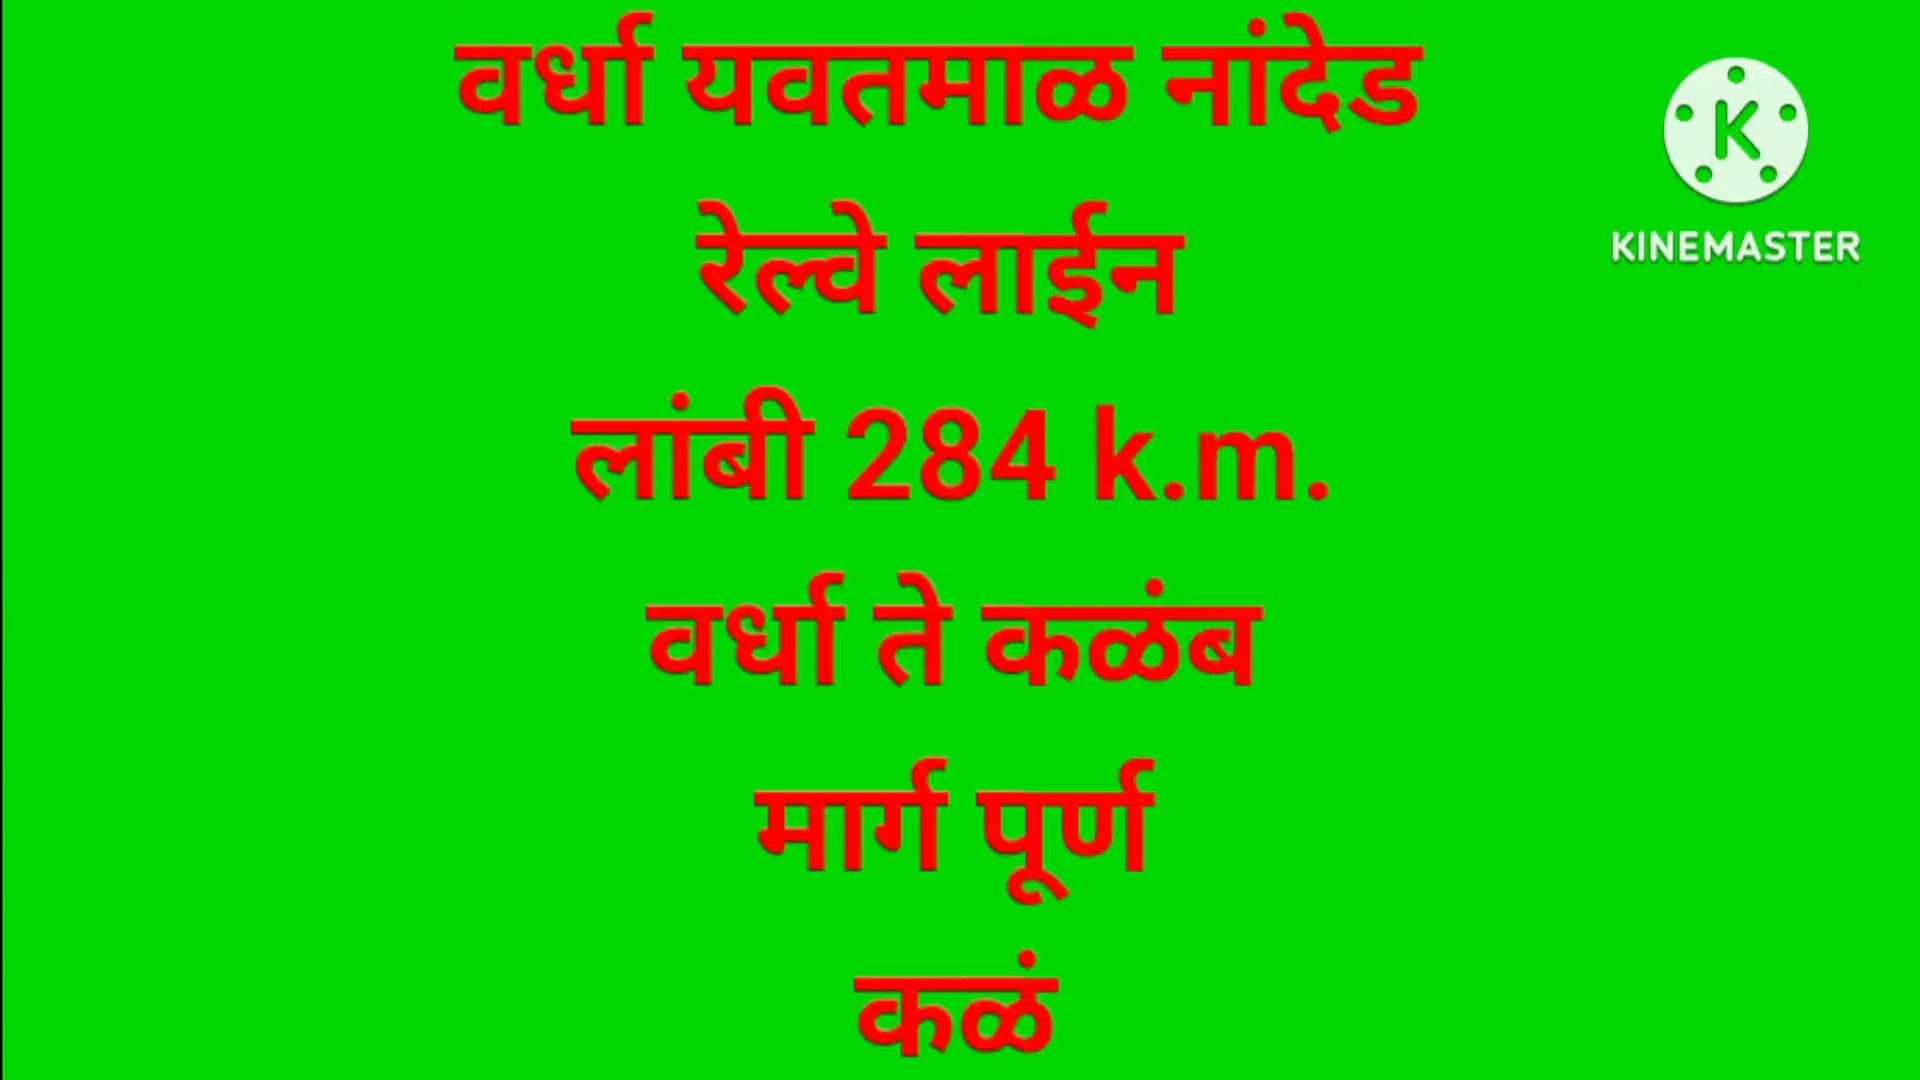 वर्धा यवतमाळ नांदेड
रेल्वे लाईन
लांबी 284 k.m.
वर्धा ते कळंब
मार्ग पूर्ण
कळं
K
KINEMASTER